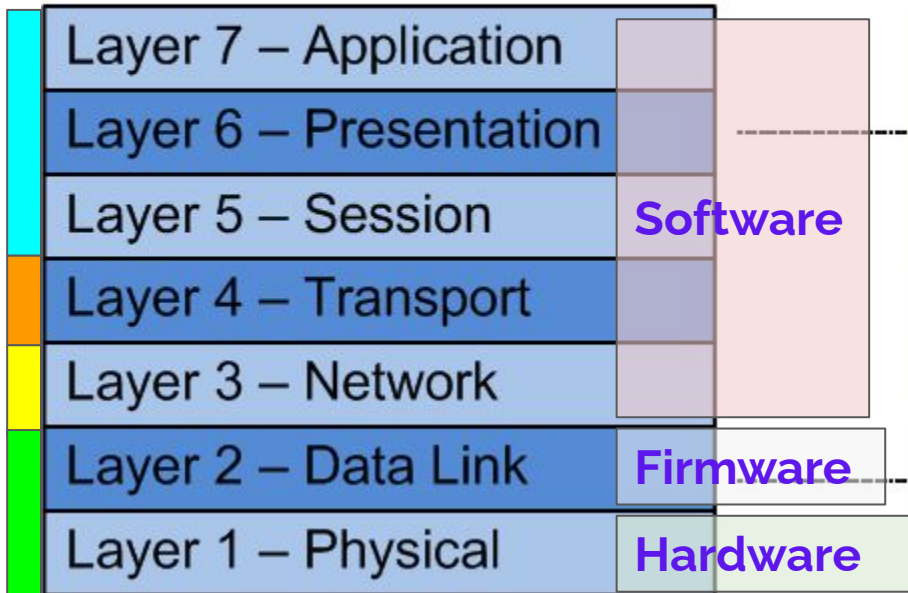 Layer 7 – Application
Layer 6 – Presentation
Layer 5 – Session
Software
Layer 4 – Transport
Layer 3 – Network
Layer 2 – Data Link
Firmware
Layer 1 – Physical
Hardware